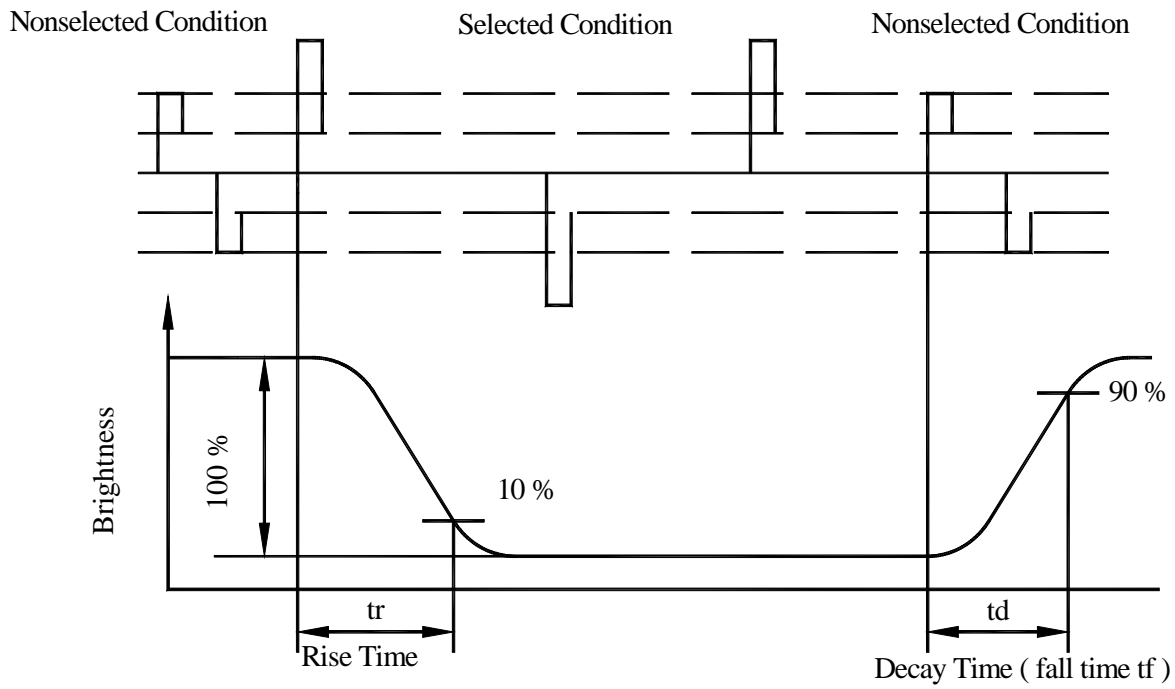 Nonselected Condition
Selected Condition
Nonselected Condition
Brightness
100 %
10 %
90 %
tr
Rise Time
td
Decay Time ( fall time tf )